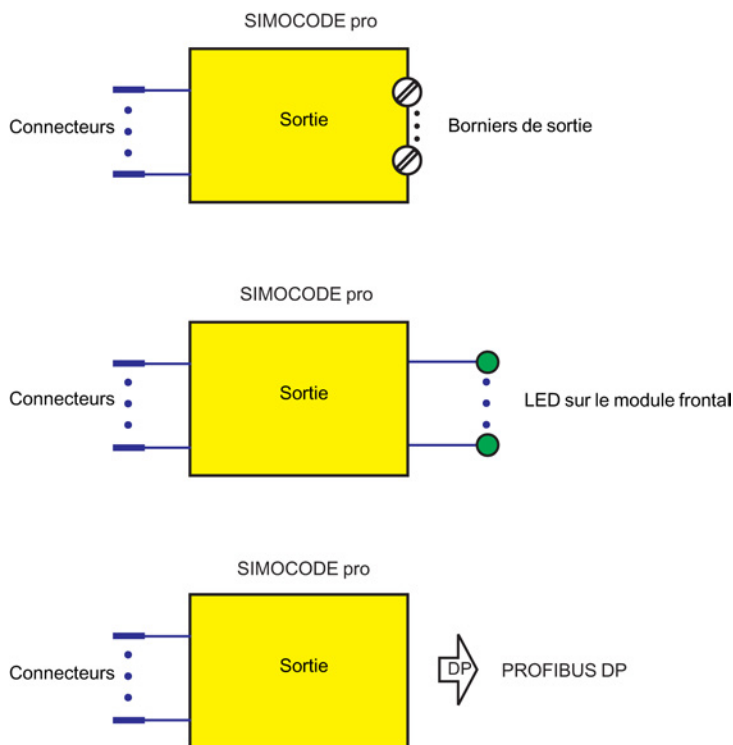 SIMOCODE pro
Connecteurs
Sortie
Borniers de sortie
SIMOCODE pro
Connecteurs
Sortie
LED sur le module frontal
SIMOCODE pro
Connecteurs
Sortie
DP
PROFIBUS DP